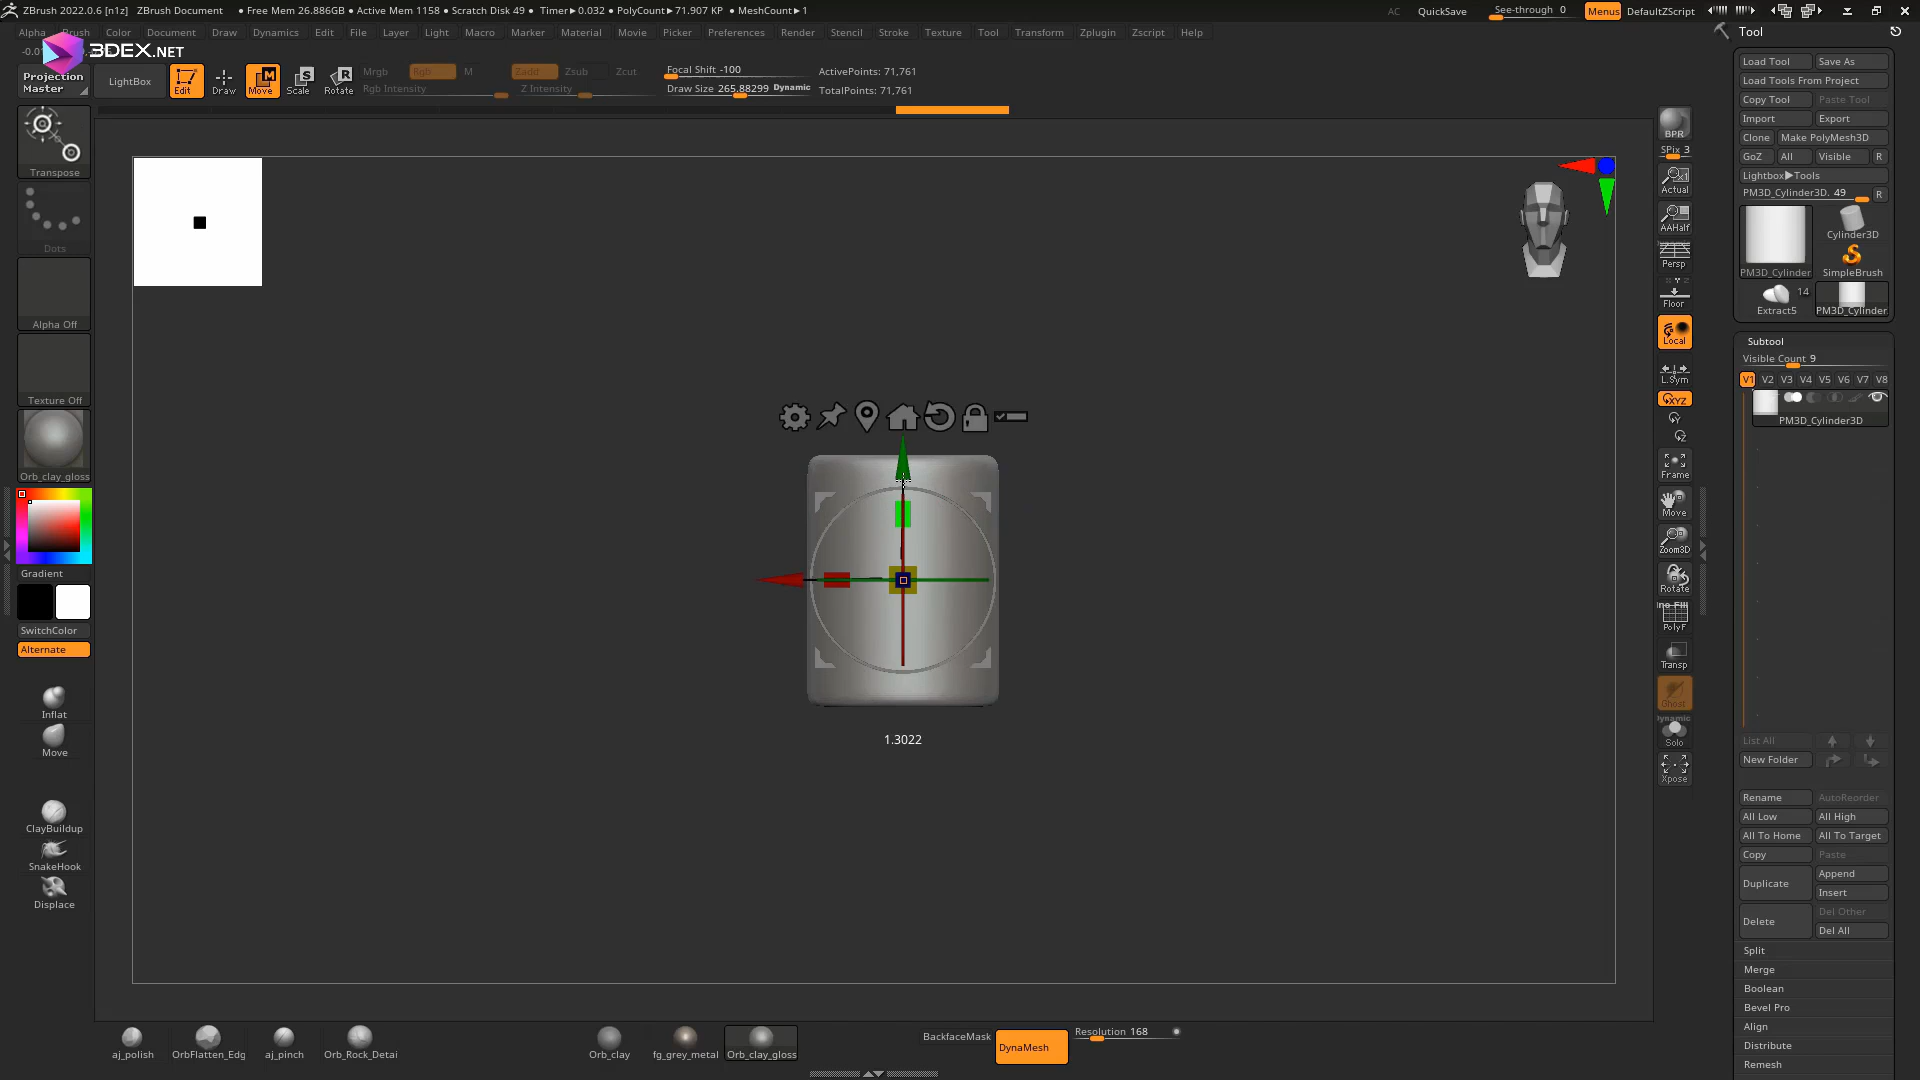 ZBrush 2022.0.6 [n1z] ZBrush Document • Free Mem 26.886GB • Active Mem 1158 • Scratch Disk 49 • Timer▸0.032 • PolyCount▸71.907 KP • MeshCount▸1 AC QuickSave See-through 0 Menus DefaultZScript
Alpha Brush Color Document Draw Dynamics Edit File Layer Light Macro Marker Material Movie Picker Preferences Render Stencil Stroke Texture Tool Transform Zplugin Zscript Help
3DEX.NET
Projection Master
LightBox
Edit
Draw
Move
Scale
Rotate
Mrgb Rgb M
Rgb Intensity
Zadd Zsub Zcut
Z Intensity
Focal Shift -100
Draw Size 265.88299 Dynamic
ActivePoints: 71,761
TotalPoints: 71,761
Transpose
Dots
Alpha Off
Texture Off
Orb_clay_gloss
Gradient
SwitchColor
Alternate
Inflat
Move
ClayBuildup
SnakeHook
Displace
1.3022
BPR
SPix 3
Actual
AAHalf
Dynamic
Persp
Floor
Local
L.Sym
XYZ
Frame
Move
Zoom3D
Rotate
PolyF
Transp
Ghost
Dynamic
Solo
Xpose
Tool
Load Tool Save As
Load Tools From Project
Copy Tool Paste Tool
Import Export
Clone Make PolyMesh3D
GoZ All Visible R
Lightbox▸Tools
PM3D_Cylinder3D. 49 R
PM3D_Cylinder
Cylinder3D
SimpleBrush
Extract5
14
PM3D_Cylinder
Subtool
Visible Count 9
V1 V2 V3 V4 V5 V6 V7 V8
PM3D_Cylinder3D
List All
New Folder
Rename AutoReorder
All Low All High
All To Home All To Target
Copy Paste
Duplicate Append
Insert
Delete Del Other
Del All
Split
Merge
Boolean
Bevel Pro
Align
Distribute
Remesh
aj_polish
OrbFlatten_Edg
aj_pinch
Orb_Rock_Detai
Orb_clay
fg_grey_metal
Orb_clay_gloss
BackfaceMask
DynaMesh
Resolution 168